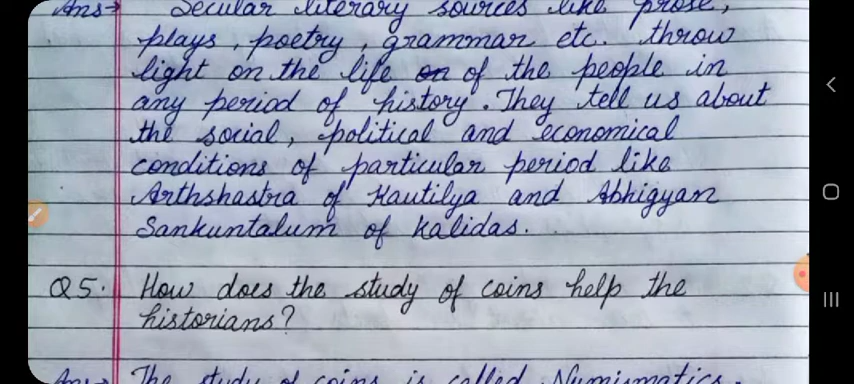 Ans→ Secular literary sources like prose,
plays, poetry, grammar etc. throw
light on the life on of the people in
any period of history. They tell us about
the social, political and economical
conditions of particular period like
Arthshastra of Kautilya and Abhigyan
Sankuntalum of Kalidas.
Q5. How does the study of coins help the
historians?
Ans→ The study of coins is called Numismatics.